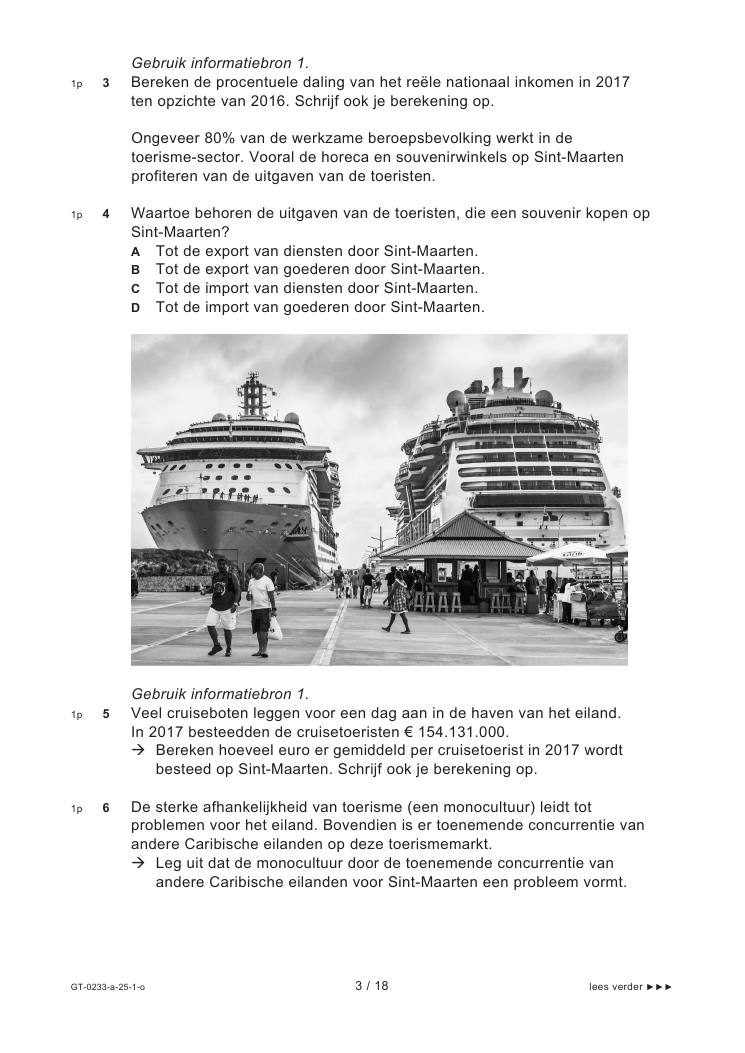 Gebruik informatiebron 1.
1p 3 Bereken de procentuele daling van het reële nationaal inkomen in 2017
ten opzichte van 2016. Schrijf ook je berekening op.
Ongeveer 80% van de werkzame beroepsbevolking werkt in de
toerisme-sector. Vooral de horeca en souvenirwinkels op Sint-Maarten
profiteren van de uitgaven van de toeristen.
1p 4 Waartoe behoren de uitgaven van de toeristen, die een souvenir kopen op
Sint-Maarten?
A Tot de export van diensten door Sint-Maarten.
B Tot de export van goederen door Sint-Maarten.
C Tot de import van diensten door Sint-Maarten.
D Tot de import van goederen door Sint-Maarten.
Gebruik informatiebron 1.
1p 5 Veel cruiseboten leggen voor een dag aan in de haven van het eiland.
In 2017 besteedden de cruisetoeristen € 154.131.000.
→ Bereken hoeveel euro er gemiddeld per cruisetoerist in 2017 wordt
besteed op Sint-Maarten. Schrijf ook je berekening op.
1p 6 De sterke afhankelijkheid van toerisme (een monocultuur) leidt tot
problemen voor het eiland. Bovendien is er toenemende concurrentie van
andere Caribische eilanden op deze toerismemarkt.
→ Leg uit dat de monocultuur door de toenemende concurrentie van
andere Caribische eilanden voor Sint-Maarten een probleem vormt.
GT-0233-a-25-1-o 3 / 18 lees verder ►►►